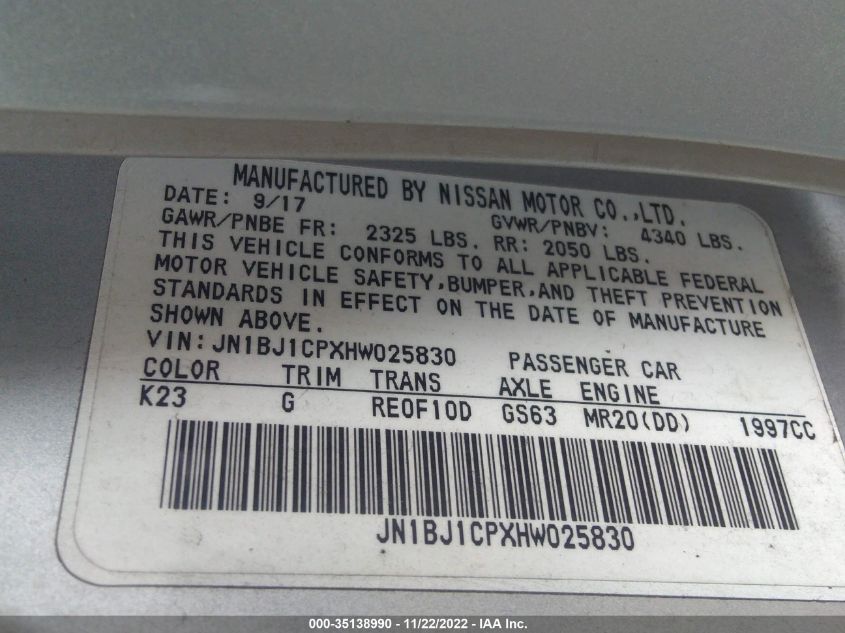 MANUFACTURED BY NISSAN MOTOR CO.,LTD.
DATE: 9/17 GVWR/PNBV: 4340 LBS.
GAWR/PNBE FR: 2325 LBS. RR: 2050 LBS.
THIS VEHICLE CONFORMS TO ALL APPLICABLE FEDERAL
MOTOR VEHICLE SAFETY,BUMPER,AND THEFT PREVENTION
STANDARDS IN EFFECT ON THE DATE OF MANUFACTURE
SHOWN ABOVE.
VIN:JN1BJ1CPXHW025830 PASSENGER CAR
COLOR TRIM TRANS AXLE ENGINE
K23 G RE0F10D GS63 MR20(DD) 1997CC
JN1BJ1CPXHW025830
000-35138990 - 11/22/2022 - IAA Inc.